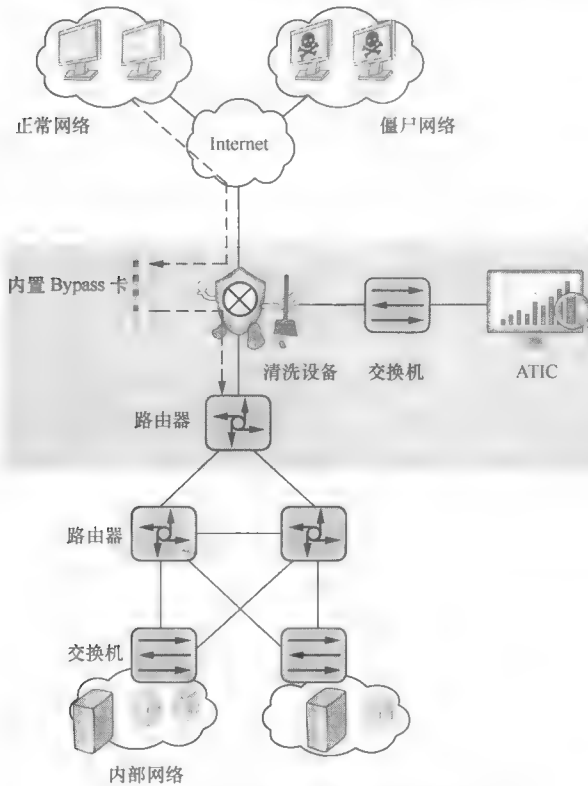 正常网络
僵尸网络
Internet
内置 Bypass 卡
清洗设备
交换机
ATIC
路由器
路由器
交换机
内部网络